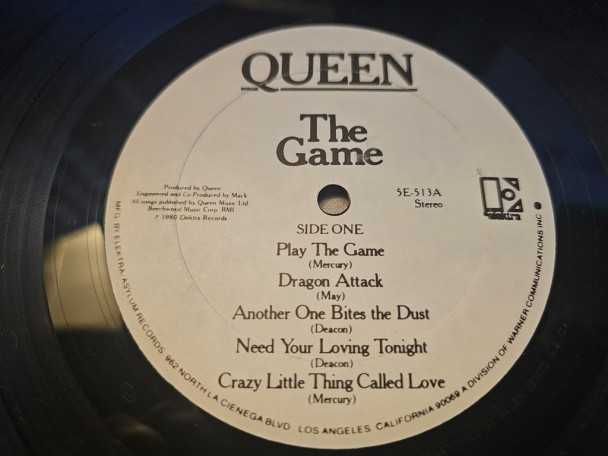 QUEEN
The
Game
Produced by Queen
Engineered and Co-Produced by Mack
All songs published by Queen Music Ltd.
Beechwood Music Corp. BMI
℗ 1980 Elektra Records
5E-513A
Stereo
SIDE ONE
Play The Game
(Mercury)
Dragon Attack
(May)
Another One Bites the Dust
(Deacon)
Need Your Loving Tonight
(Deacon)
Crazy Little Thing Called Love
(Mercury)
MFG. BY ELEKTRA/ASYLUM RECORDS, 962 NORTH LA CIENEGA BLVD., LOS ANGELES, CALIFORNIA 90069 A DIVISION OF WARNER COMMUNICATIONS INC.